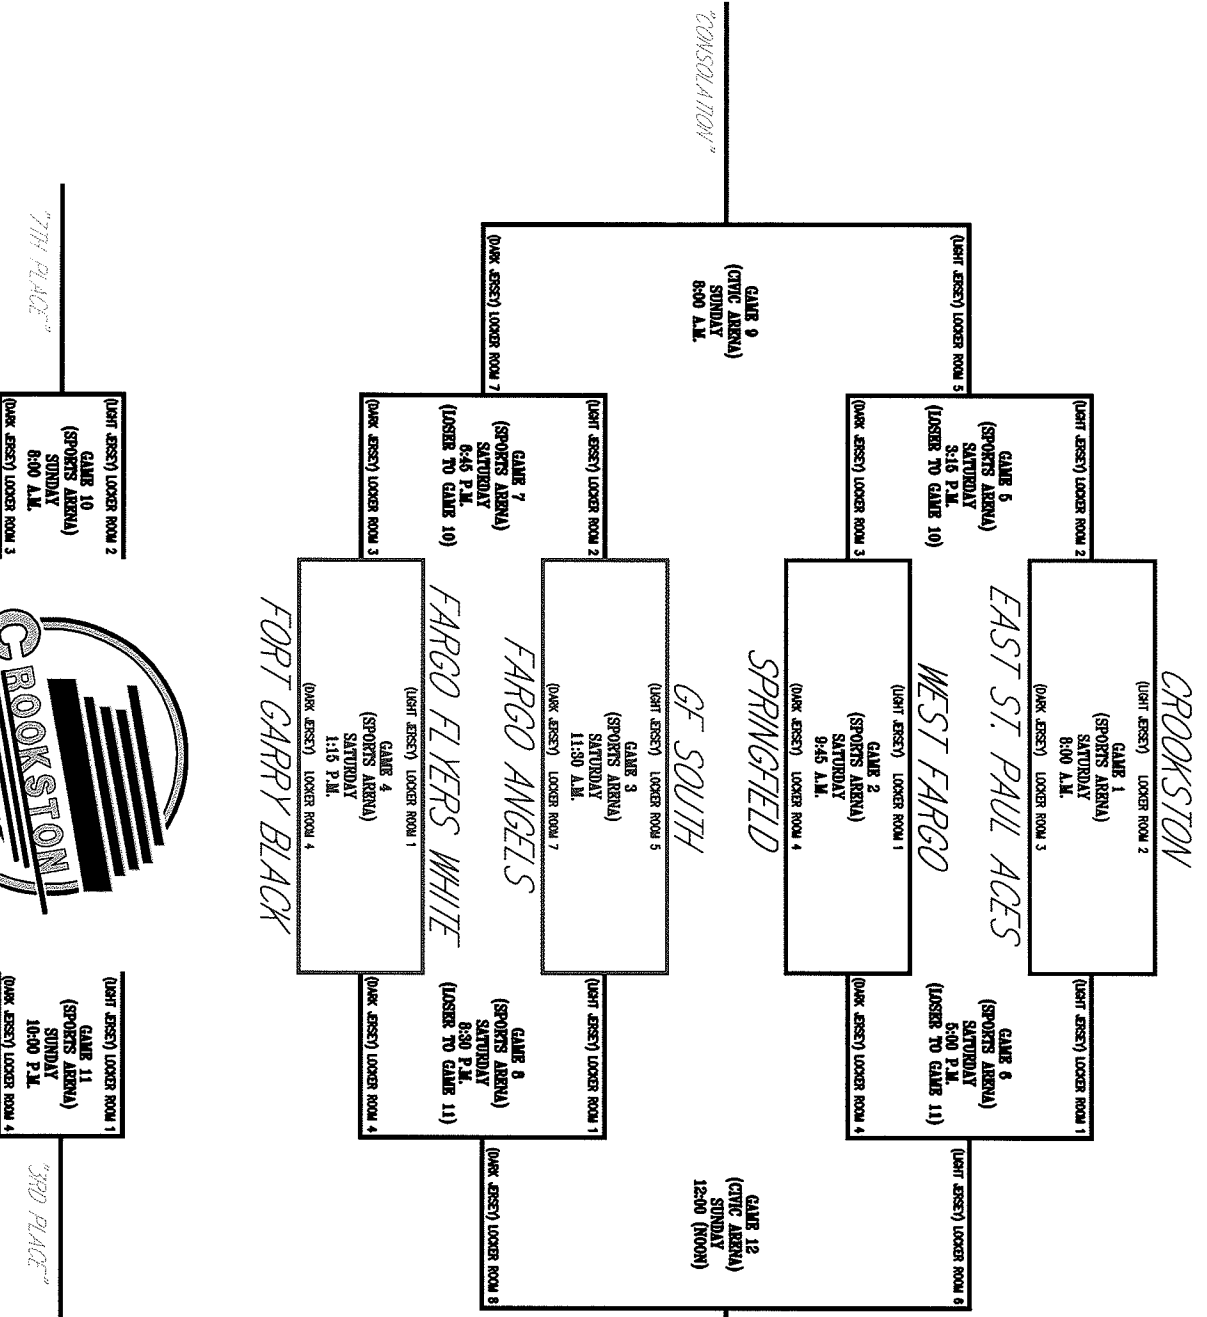 CROOKSTON
(LIGHT JERSEY) LOCKER ROOM 2
GAME 1
(SPORTS ARENA)
SATURDAY
8:00 A.M.
(DARK JERSEY) LOCKER ROOM 3
EAST ST. PAUL ACES
WEST FARGO
(LIGHT JERSEY) LOCKER ROOM 1
GAME 2
(SPORTS ARENA)
SATURDAY
9:45 A.M.
(DARK JERSEY) LOCKER ROOM 4
SPRINGFIELD
GF SOUTH
(LIGHT JERSEY) LOCKER ROOM 5
GAME 3
(SPORTS ARENA)
SATURDAY
11:30 A.M.
(DARK JERSEY) LOCKER ROOM 7
FARGO ANGELS
FARGO FLYERS WHITE
(LIGHT JERSEY) LOCKER ROOM 1
GAME 4
(SPORTS ARENA)
SATURDAY
1:15 P.M.
(DARK JERSEY) LOCKER ROOM 4
FORT GARRY BLACK
(LIGHT JERSEY) LOCKER ROOM 2
GAME 5
(SPORTS ARENA)
SATURDAY
3:15 P.M.
(LOSER TO GAME 10)
(DARK JERSEY) LOCKER ROOM 3
(LIGHT JERSEY) LOCKER ROOM 2
GAME 7
(SPORTS ARENA)
SATURDAY
6:45 P.M.
(LOSER TO GAME 10)
(DARK JERSEY) LOCKER ROOM 3
(LIGHT JERSEY) LOCKER ROOM 5
GAME 9
(CIVIC ARENA)
SUNDAY
8:00 A.M.
(DARK JERSEY) LOCKER ROOM 7
"CONSOLATION"
(LIGHT JERSEY) LOCKER ROOM 1
GAME 6
(SPORTS ARENA)
SATURDAY
5:00 P.M.
(LOSER TO GAME 11)
(DARK JERSEY) LOCKER ROOM 4
(LIGHT JERSEY) LOCKER ROOM 1
GAME 8
(SPORTS ARENA)
SATURDAY
8:30 P.M.
(LOSER TO GAME 11)
(DARK JERSEY) LOCKER ROOM 4
(LIGHT JERSEY) LOCKER ROOM 6
GAME 12
(CIVIC ARENA)
SUNDAY
12:00 (NOON)
(DARK JERSEY) LOCKER ROOM 8
(LIGHT JERSEY) LOCKER ROOM 2
GAME 10
(SPORTS ARENA)
SUNDAY
8:00 A.M.
(DARK JERSEY) LOCKER ROOM 3
"7TH PLACE"
CROOKSTON
(LIGHT JERSEY) LOCKER ROOM 1
GAME 11
(SPORTS ARENA)
SUNDAY
10:00 P.M.
(DARK JERSEY) LOCKER ROOM 4
"3RD PLACE"